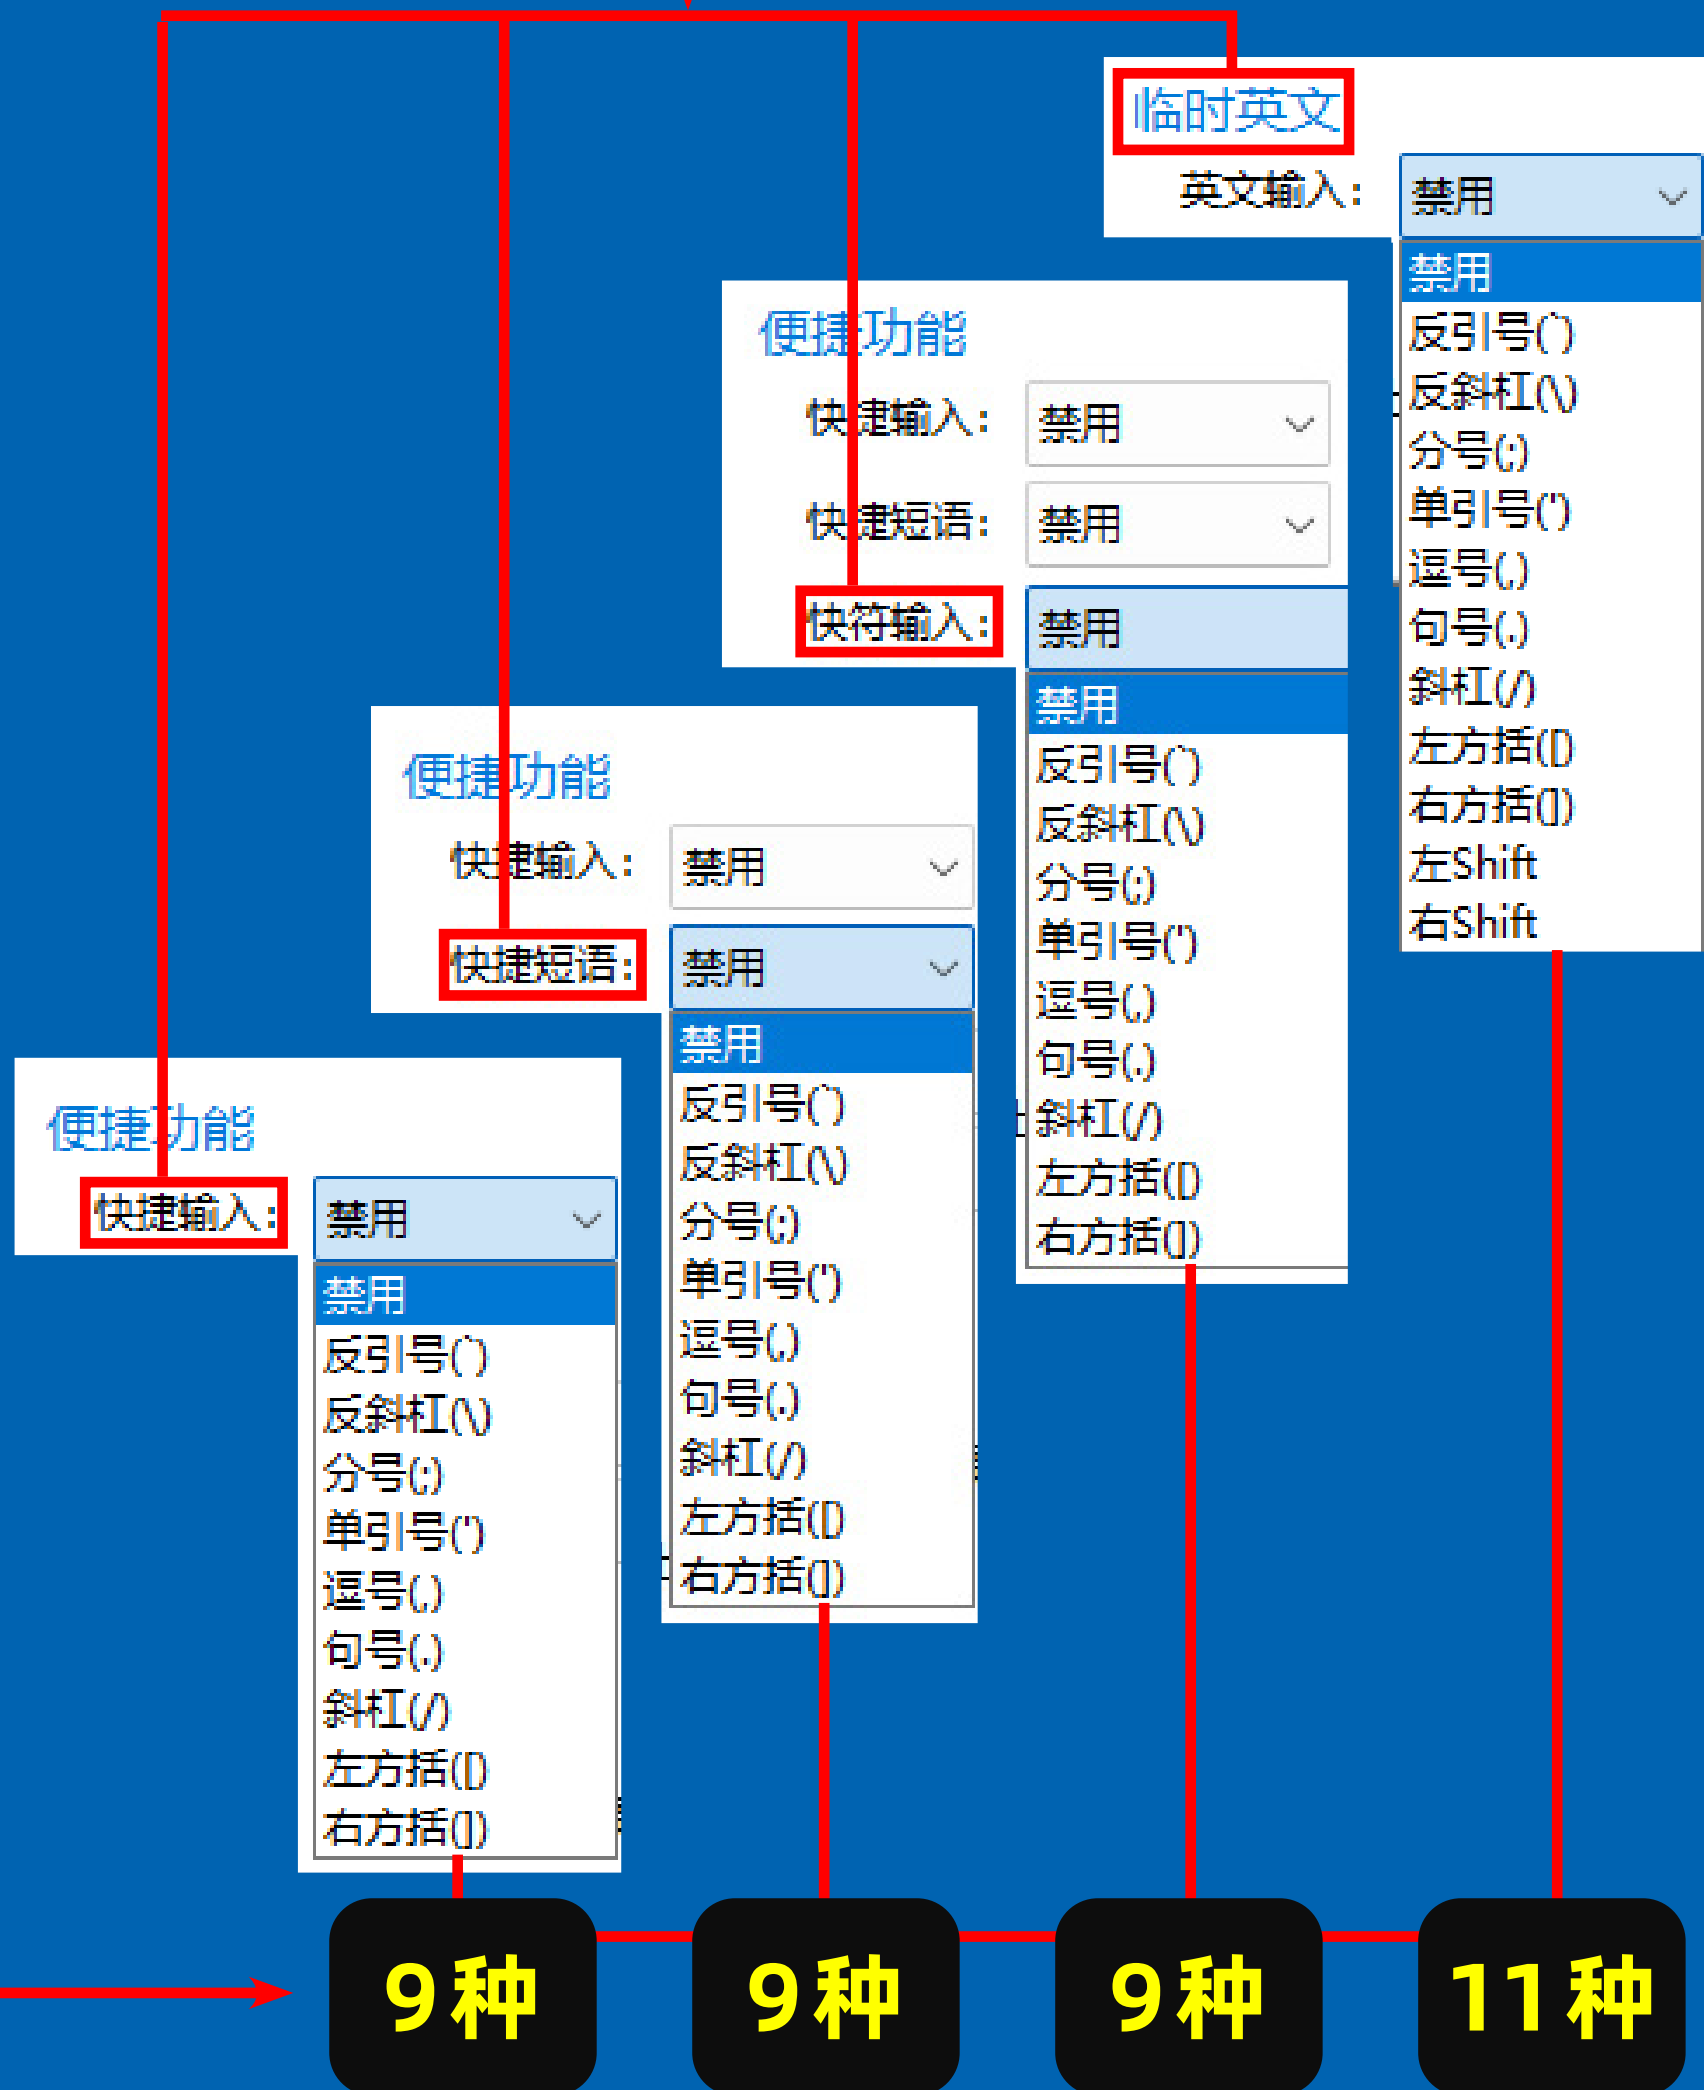 临时英文
英文输入: 禁用
禁用
反引号(`)
反斜杠(\)
分号(;)
单引号(')
逗号(,)
句号(.)
斜杠(/)
左方括([)
右方括(])
左Shift
右Shift
便捷功能
快捷输入: 禁用
快捷短语: 禁用
快符输入: 禁用
禁用
反引号(`)
反斜杠(\)
分号(;)
单引号(')
逗号(,)
句号(.)
斜杠(/)
左方括([)
右方括(])
便捷功能
快捷输入: 禁用
快捷短语: 禁用
禁用
反引号(`)
反斜杠(\)
分号(;)
单引号(')
逗号(,)
句号(.)
斜杠(/)
左方括([)
右方括(])
便捷功能
快捷输入: 禁用
禁用
反引号(`)
反斜杠(\)
分号(;)
单引号(')
逗号(,)
句号(.)
斜杠(/)
左方括([)
右方括(])
9种 9种 9种 11种